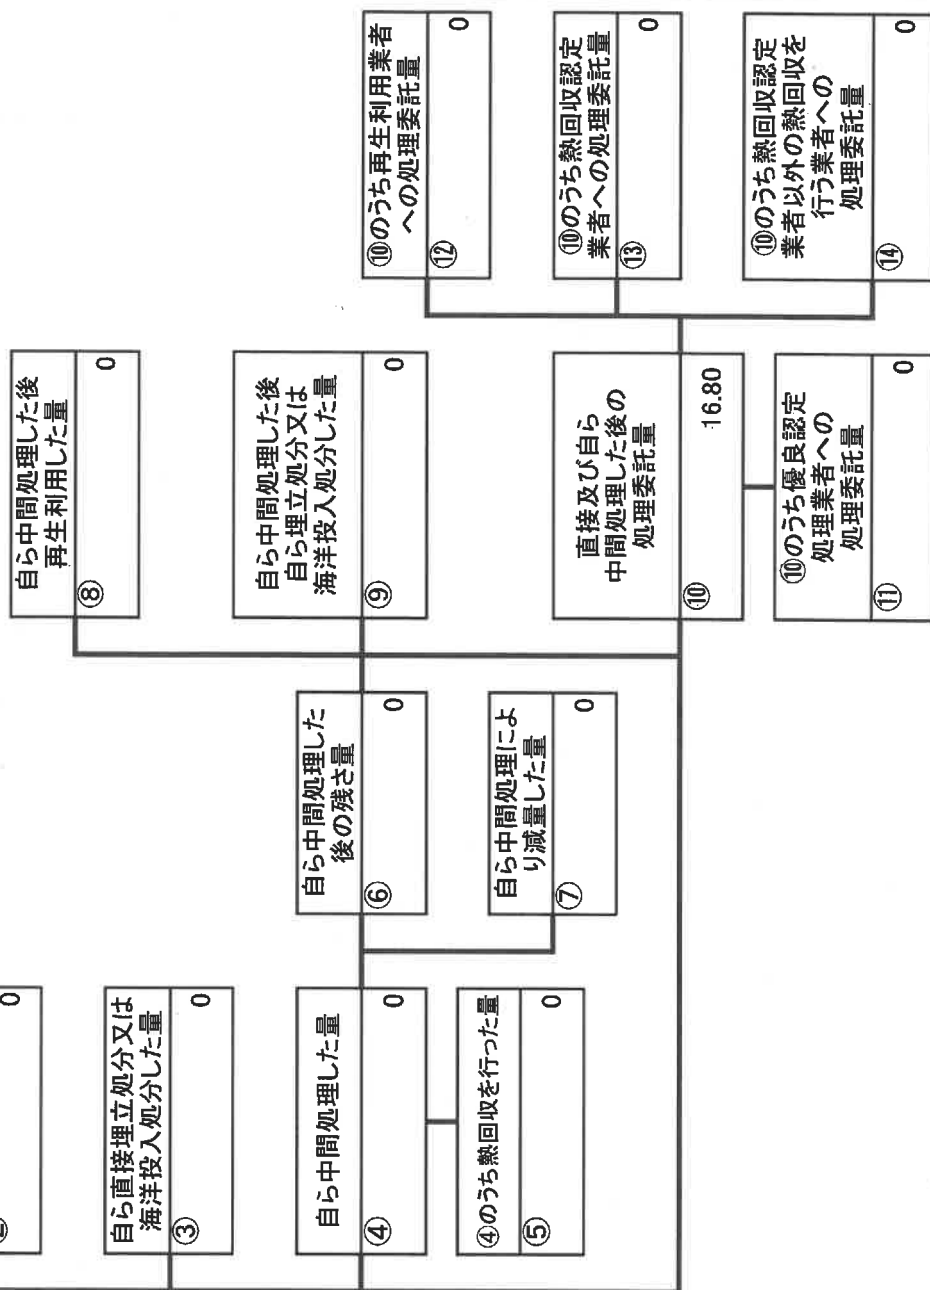 ②
0
自ら直接埋立処分又は
海洋投入処分した量
③
0
自ら中間処理した量
④
0
④のうち熱回収を行った量
⑤
0
自ら中間処理した
後の残さ量
⑥
0
自ら中間処理によ
り減量した量
⑦
0
自ら中間処理した後
再生利用した量
⑧
0
自ら中間処理した後
自ら埋立処分又は
海洋投入処分した量
⑨
0
直接及び自ら
中間処理した後の
処理委託量
⑩
16.80
⑩のうち優良認定
処理業者への
処理委託量
⑪
0
⑩のうち再生利用業者
への処理委託量
⑫
0
⑩のうち熱回収認定
業者への処理委託量
⑬
0
⑩のうち熱回収認定
業者以外の熱回収を
行う業者への
処理委託量
⑭
0